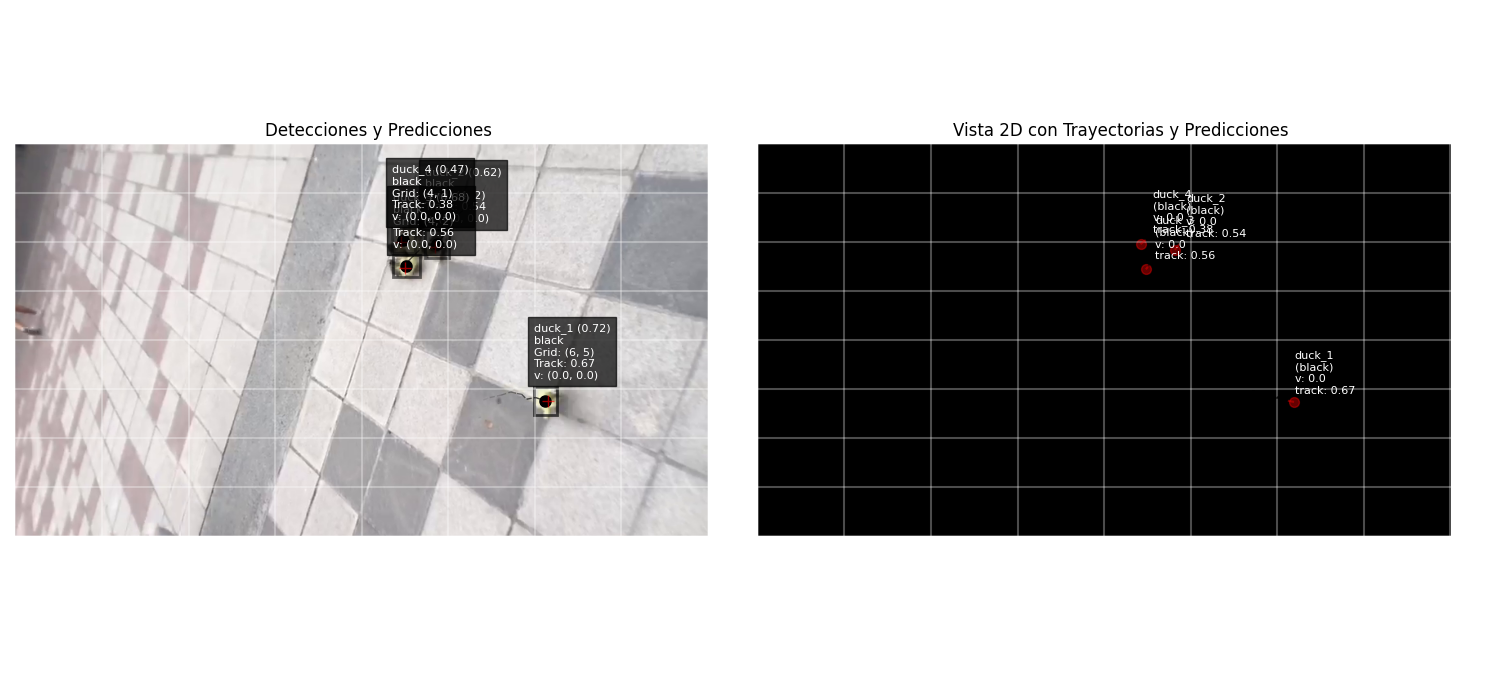 Detecciones y Predicciones
duck_4 (0.47)
0.62)
black
Grid: (4, 1)
Track: 0.38
v: (0.0, 0.0)
Track: 0.56
v: (0.0, 0.0)
duck_1 (0.72)
black
Grid: (6, 5)
Track: 0.67
v: (0.0, 0.0)
Vista 2D con Trayectorias y Predicciones
duck_4
(black)
duck_2
(black)
track: 0.54
v: 0.0
track: 0.56
duck_1
(black)
v: 0.0
track: 0.67